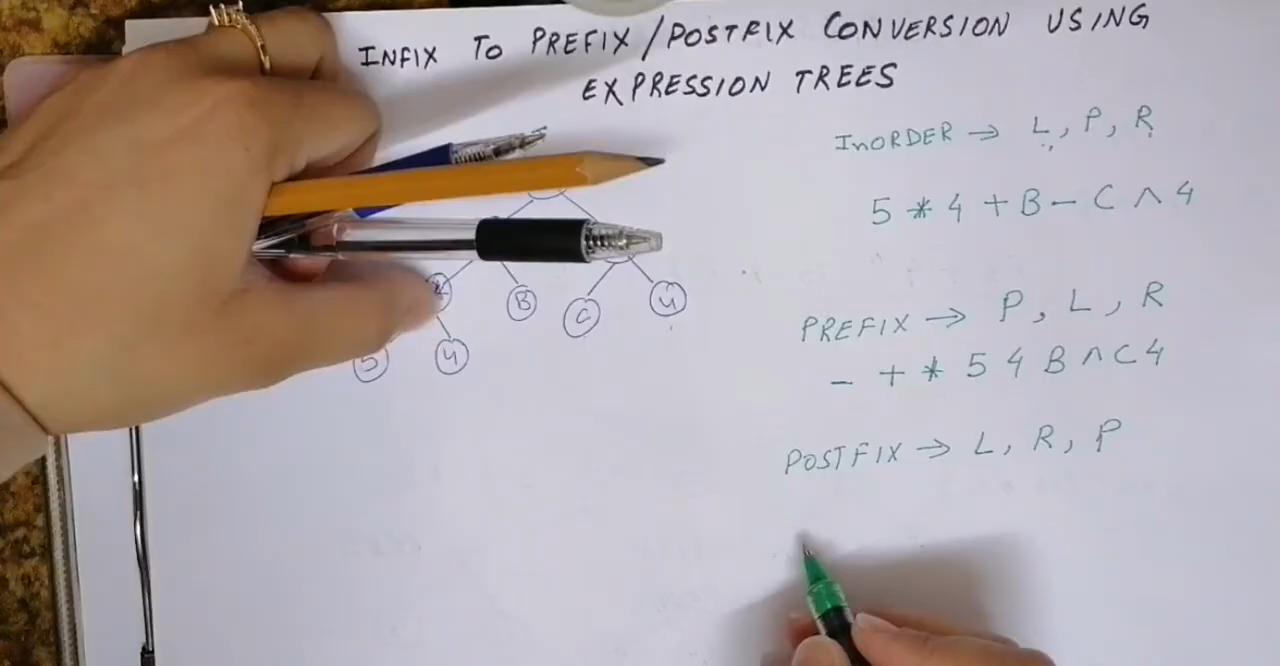 INFIX TO PREFIX/POSTFIX CONVERSION USING
EXPRESSION TREES
INORDER → L, P, R
5 * 4 + B - C ^ 4
PREFIX → P, L, R
- + * 5 4 B ^ C 4
POSTFIX → L, R, P
*
B
C
4
5
4